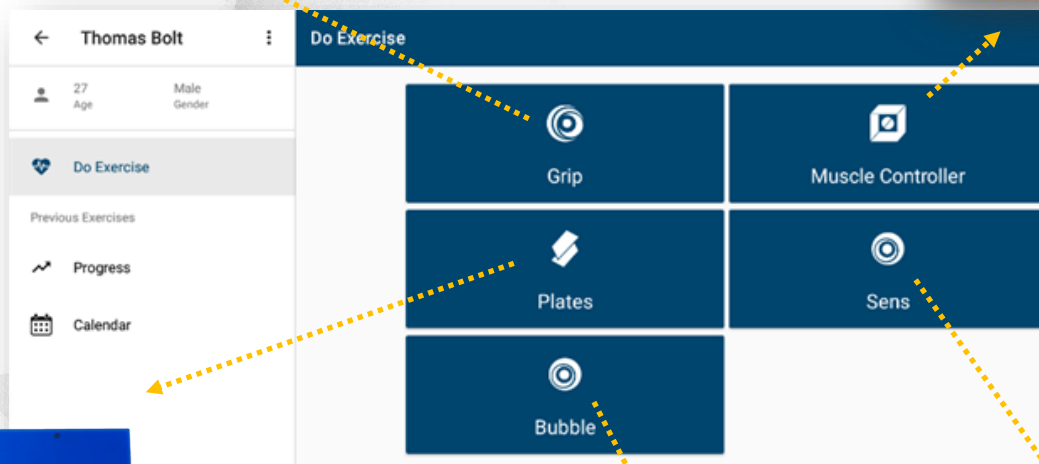 Thomas Bolt
27
Age
Male
Gender
Do Exercise
Previous Exercises
Progress
Calendar
Do Exercise
Grip
Muscle Controller
Plates
Sens
Bubble